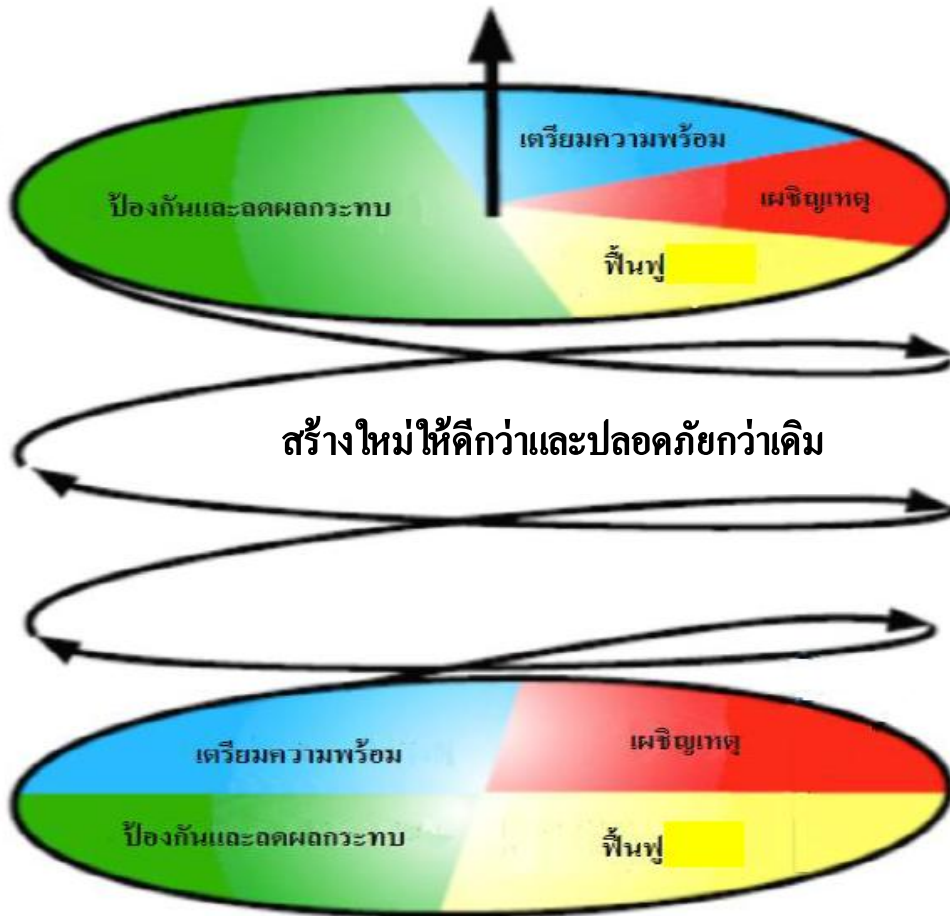 เตรียมความพร้อม
ป้องกันและลดผลกระทบ
เผชิญเหตุ
ฟื้นฟู
สร้างใหม่ให้ดีกว่าและปลอดภัยกว่าเดิม
เตรียมความพร้อม
เผชิญเหตุ
ป้องกันและลดผลกระทบ
ฟื้นฟู